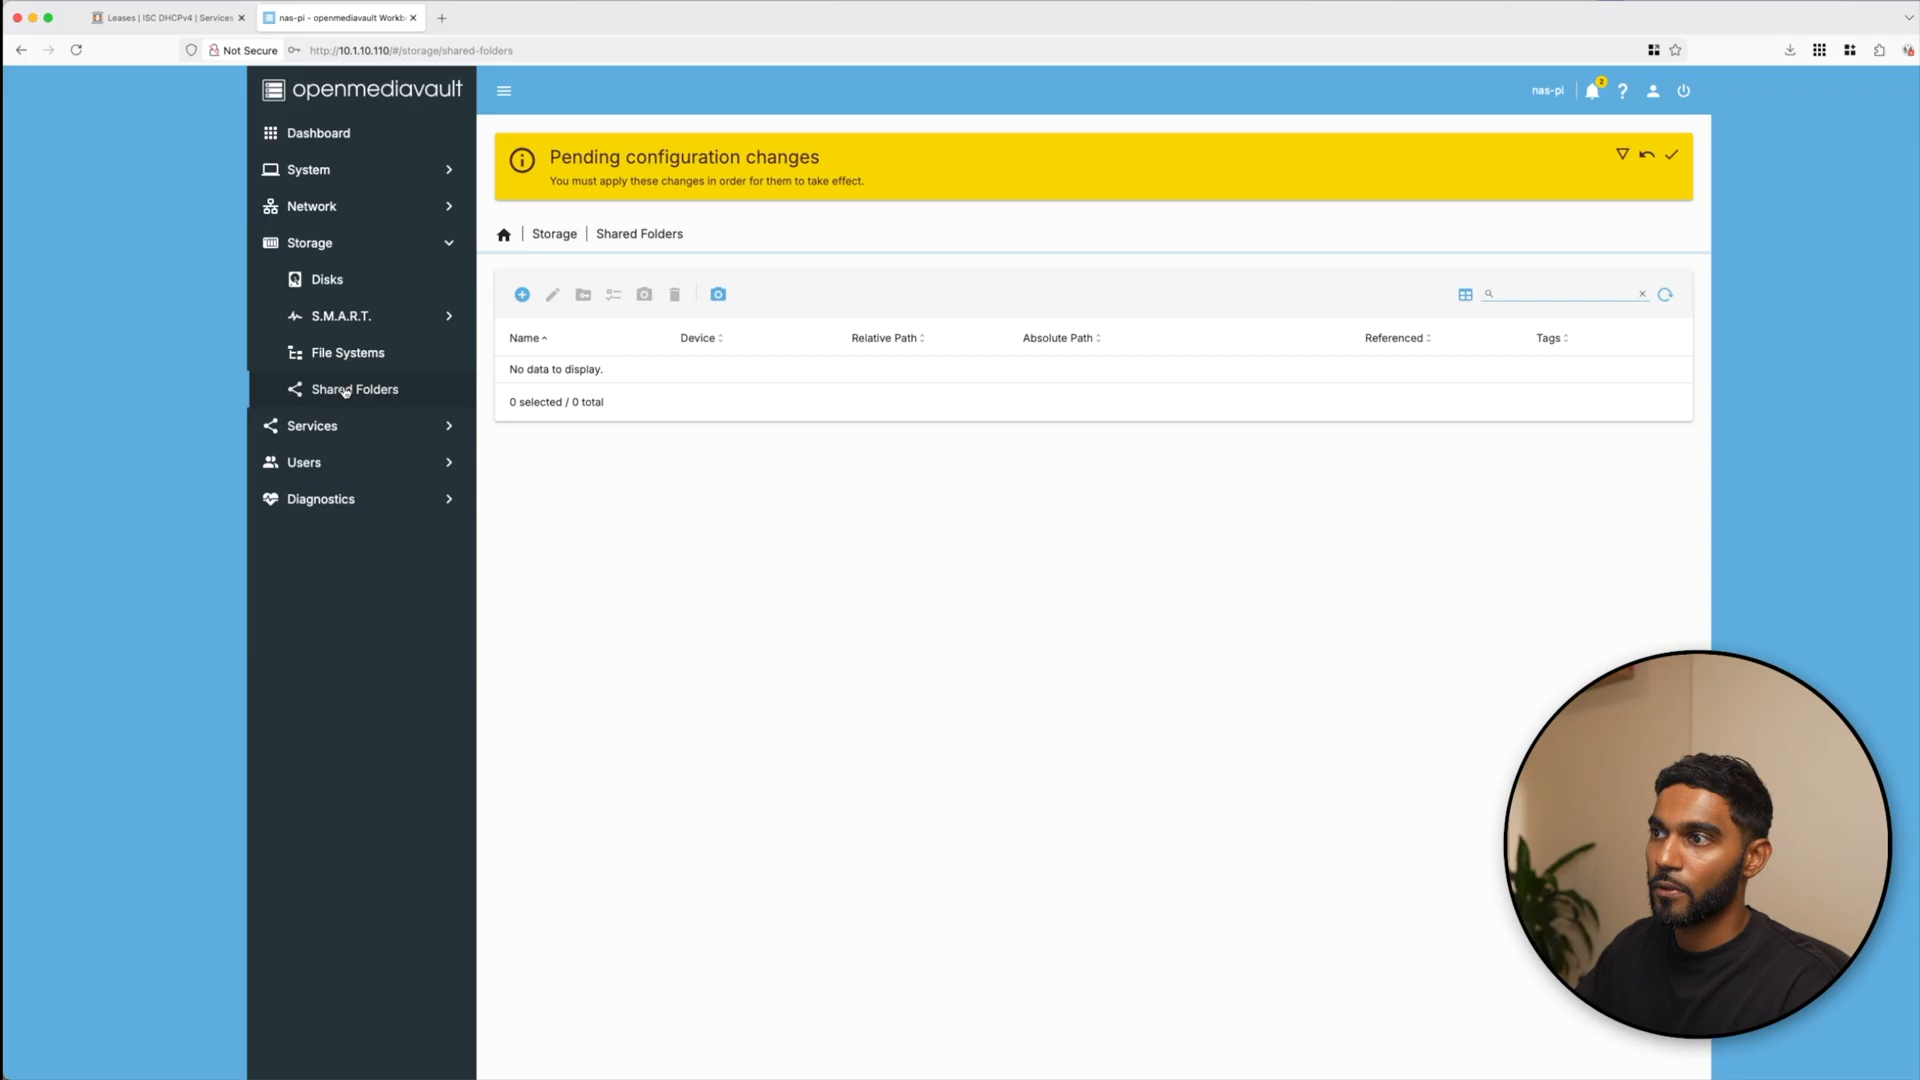 Leases | ISC DHCPv4 | Services
nas-pi - openmediavault Workb
Not Secure
http://10.1.10.110/#/storage/shared-folders
openmediavault
nas-pi
2
Dashboard
System
Network
Storage
Disks
S.M.A.R.T.
File Systems
Shared Folders
Services
Users
Diagnostics
Pending configuration changes
You must apply these changes in order for them to take effect.
Storage | Shared Folders
Name
Device
Relative Path
Absolute Path
Referenced
Tags
No data to display.
0 selected / 0 total